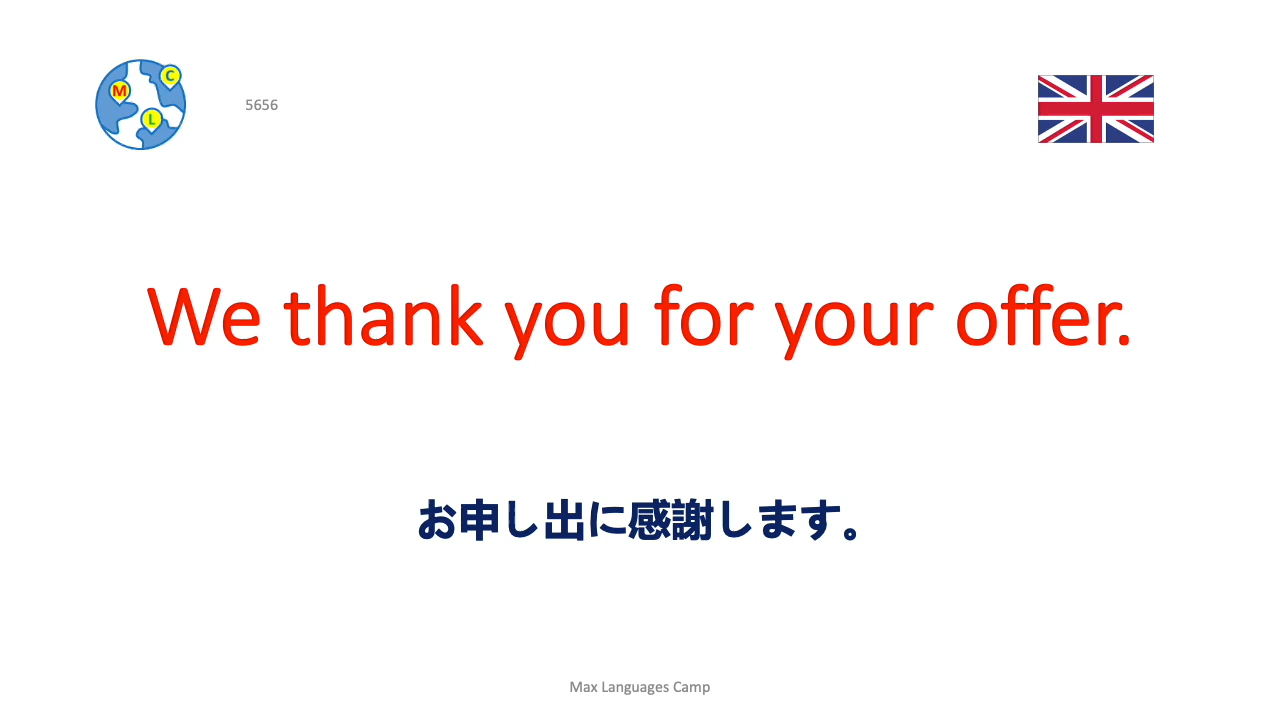 M
C
L
5656
We thank you for your offer.
お申し出に感謝します。
Max Languages Camp